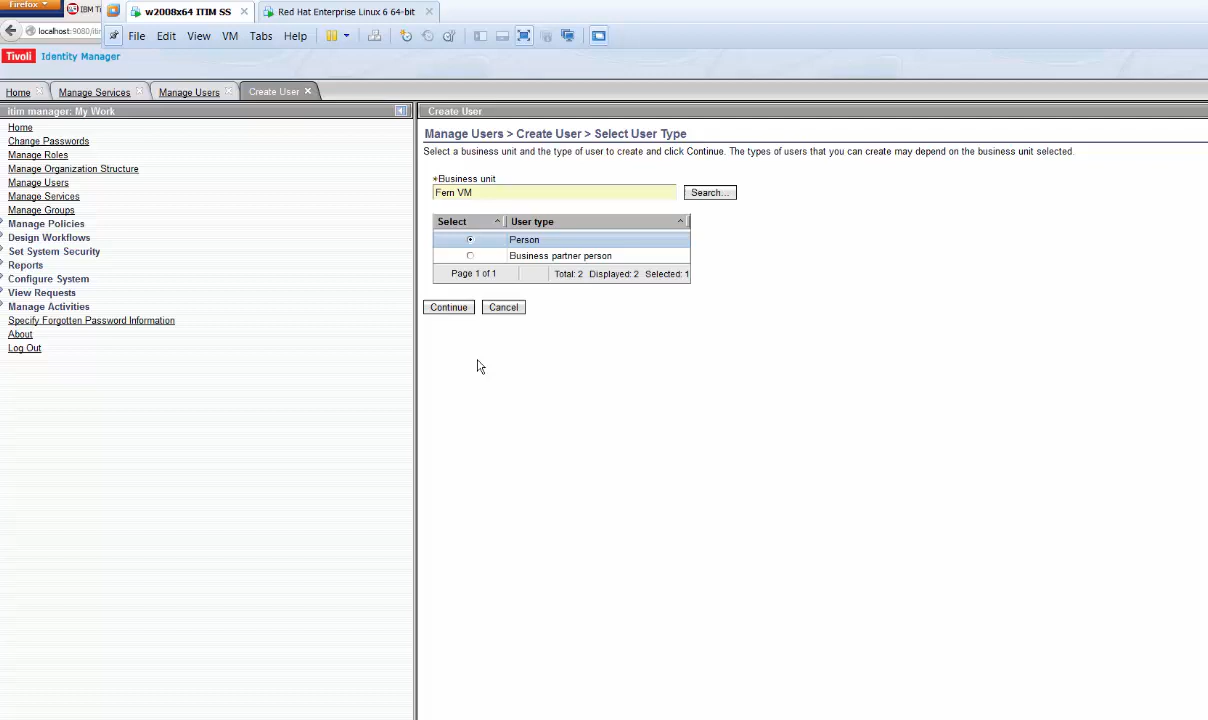 Firefox
IBM Ti
w2008x64 ITIM SS
Red Hat Enterprise Linux 6 64-bit
localhost:9080/iti
File Edit View VM Tabs Help
Tivoli Identity Manager
Home
Manage Services
Manage Users
Create User
itim manager: My Work
Create User
Home
Change Passwords
Manage Roles
Manage Organization Structure
Manage Users
Manage Services
Manage Groups
Manage Policies
Design Workflows
Set System Security
Reports
Configure System
View Requests
Manage Activities
Specify Forgotten Password Information
About
Log Out
Manage Users > Create User > Select User Type
Select a business unit and the type of user to create and click Continue. The types of users that you can create may depend on the business unit selected.
*Business unit
Fern VM
Search...
Select User type
Person
Business partner person
Page 1 of 1 Total: 2 Displayed: 2 Selected: 1
Continue Cancel